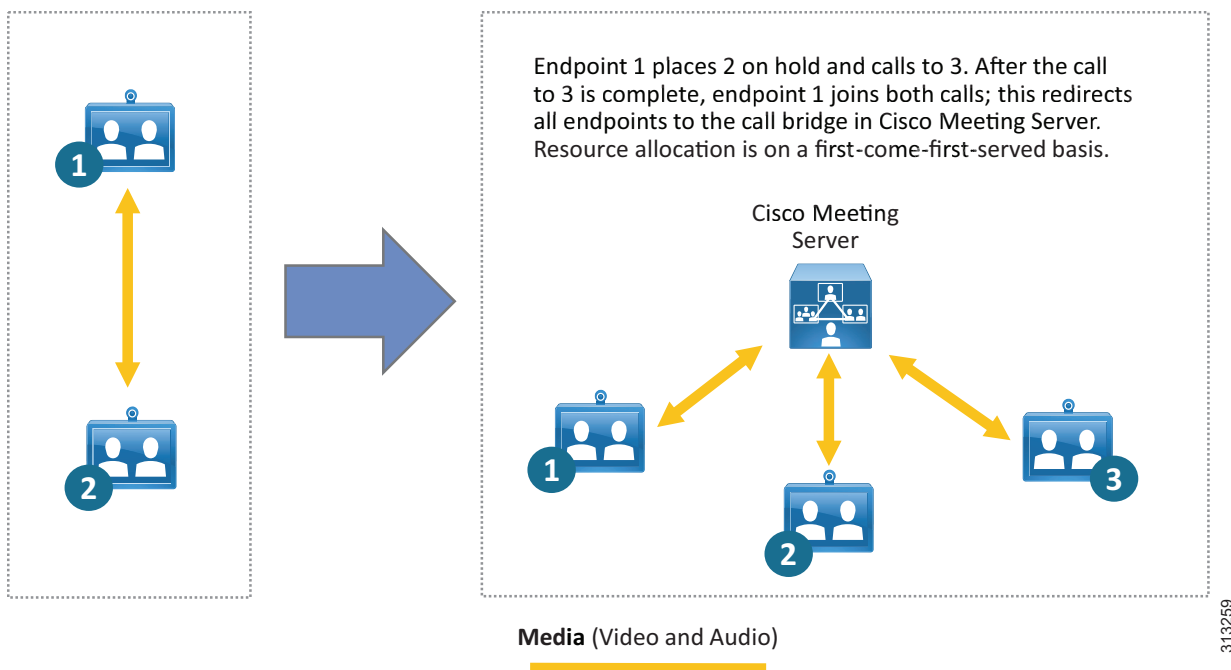 Endpoint 1 places 2 on hold and calls to 3. After the call
to 3 is complete, endpoint 1 joins both calls; this redirects
all endpoints to the call bridge in Cisco Meeting Server.
Resource allocation is on a first-come-first-served basis.
1
2
Cisco Meeting
Server
1
2
3
Media (Video and Audio)
313259